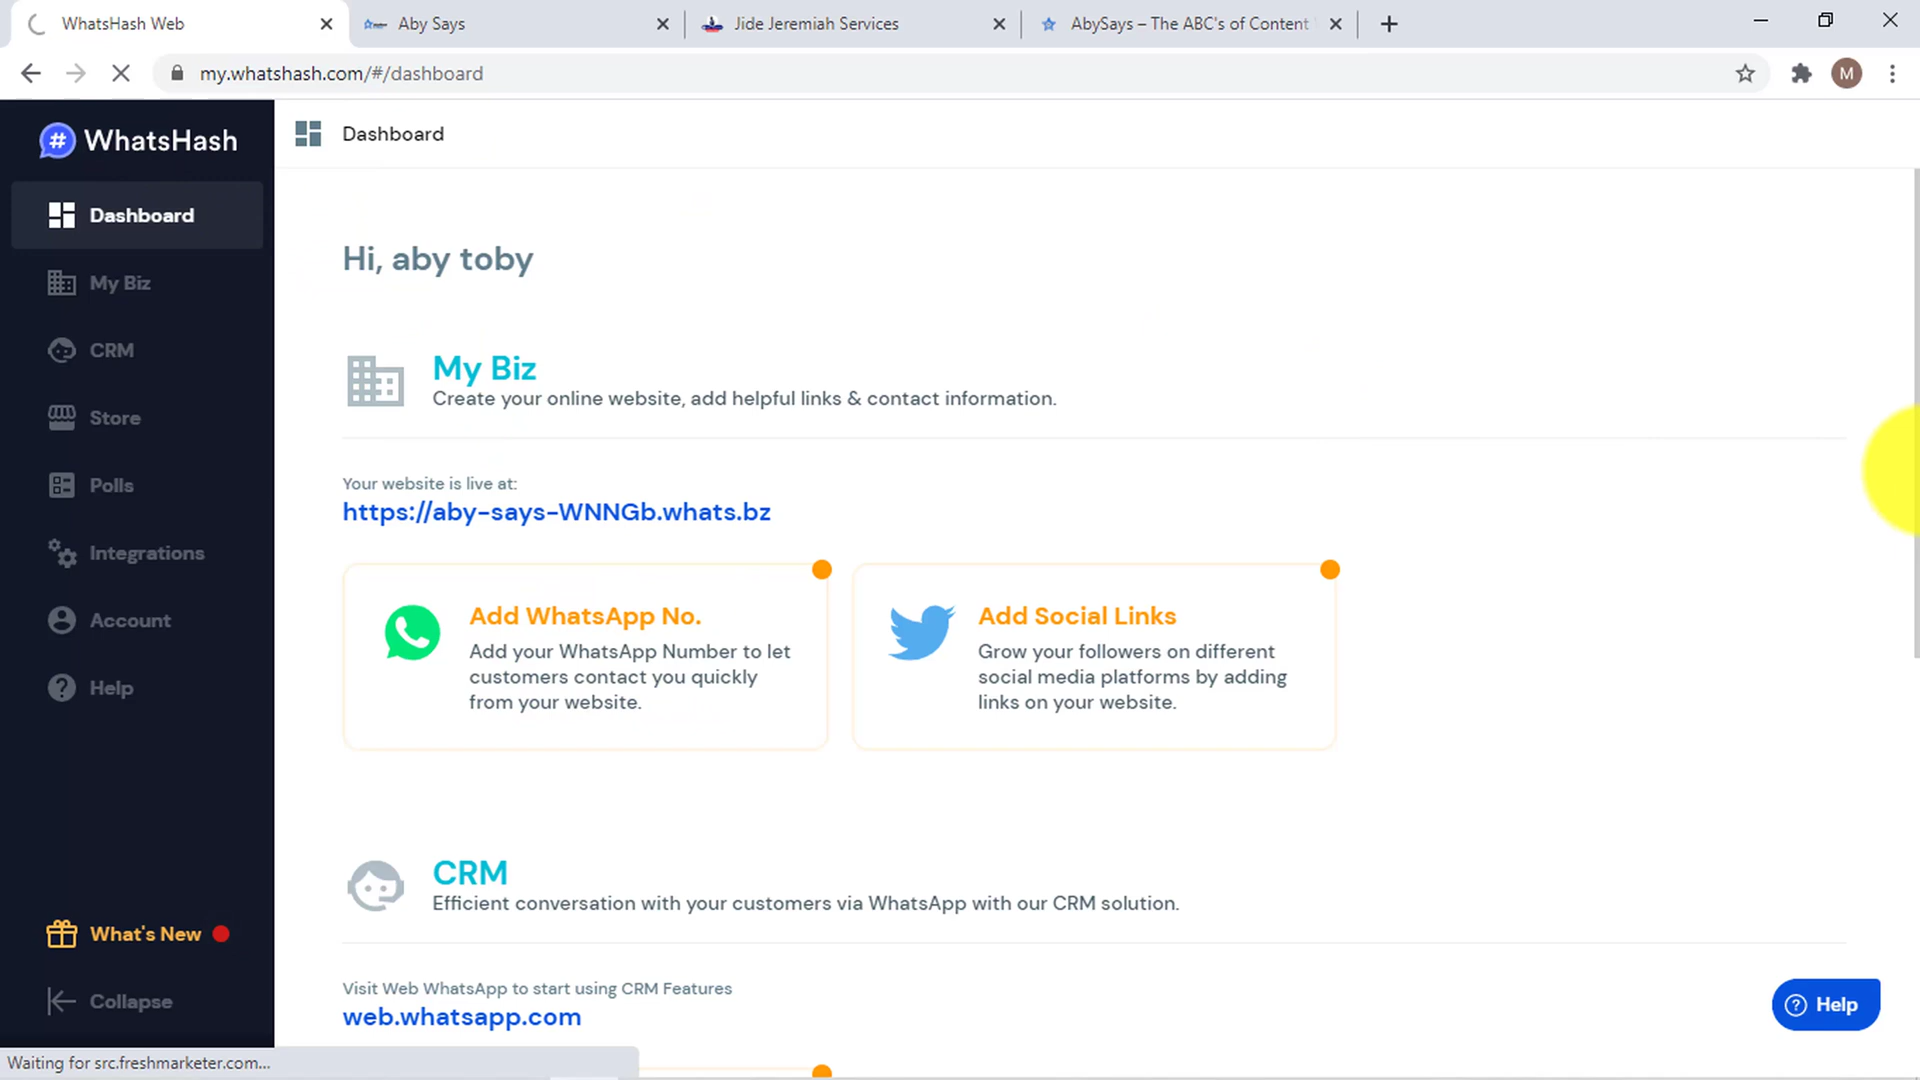 WhatsHash Web
Aby Says
Jide Jeremiah Services
AbySays – The ABC's of Content
my.whatshash.com/#/dashboard
M
# WhatsHash
Dashboard
Dashboard
My Biz
CRM
Store
Polls
Integrations
Account
Help
What's New
Collapse
Hi, aby toby
My Biz
Create your online website, add helpful links & contact information.
Your website is live at:
https://aby-says-WNNGb.whats.bz
Add WhatsApp No.
Add your WhatsApp Number to let
customers contact you quickly
from your website.
Add Social Links
Grow your followers on different
social media platforms by adding
links on your website.
CRM
Efficient conversation with your customers via WhatsApp with our CRM solution.
Visit Web WhatsApp to start using CRM Features
web.whatsapp.com
? Help
Waiting for src.freshmarketer.com...